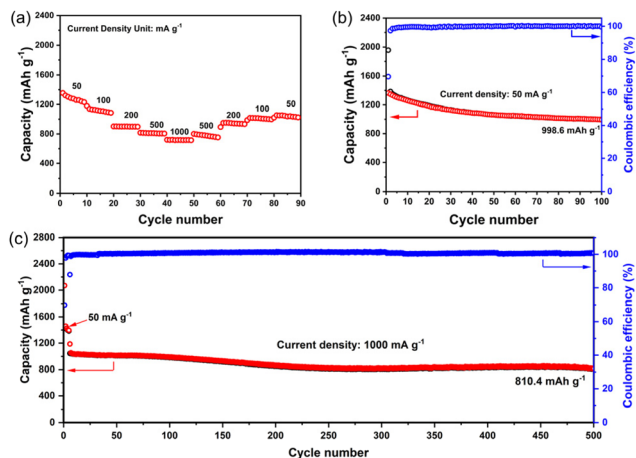 (a)
2400
2000
1600
1200
800
400
0
Capacity (mAh g-1)
Current Density Unit: mA g-1
50
100
200
500
1000
500
200
100
50
0 10 20 30 40 50 60 70 80 90
Cycle number
(b)
2400
2000
1600
1200
800
400
0
Capacity (mAh g-1)
Current density: 50 mA g-1
998.6 mAh g-1
100
80
60
40
20
0
Coulombic efficiency (%)
0 20 40 60 80 100
Cycle number
(c)
2800
2400
2000
1600
1200
800
400
0
Capacity (mAh g-1)
50 mA g-1
Current density: 1000 mA g-1
810.4 mAh g-1
100
80
60
40
20
0
Coulombic efficiency (%)
0 50 100 150 200 250 300 350 400 450 500
Cycle number